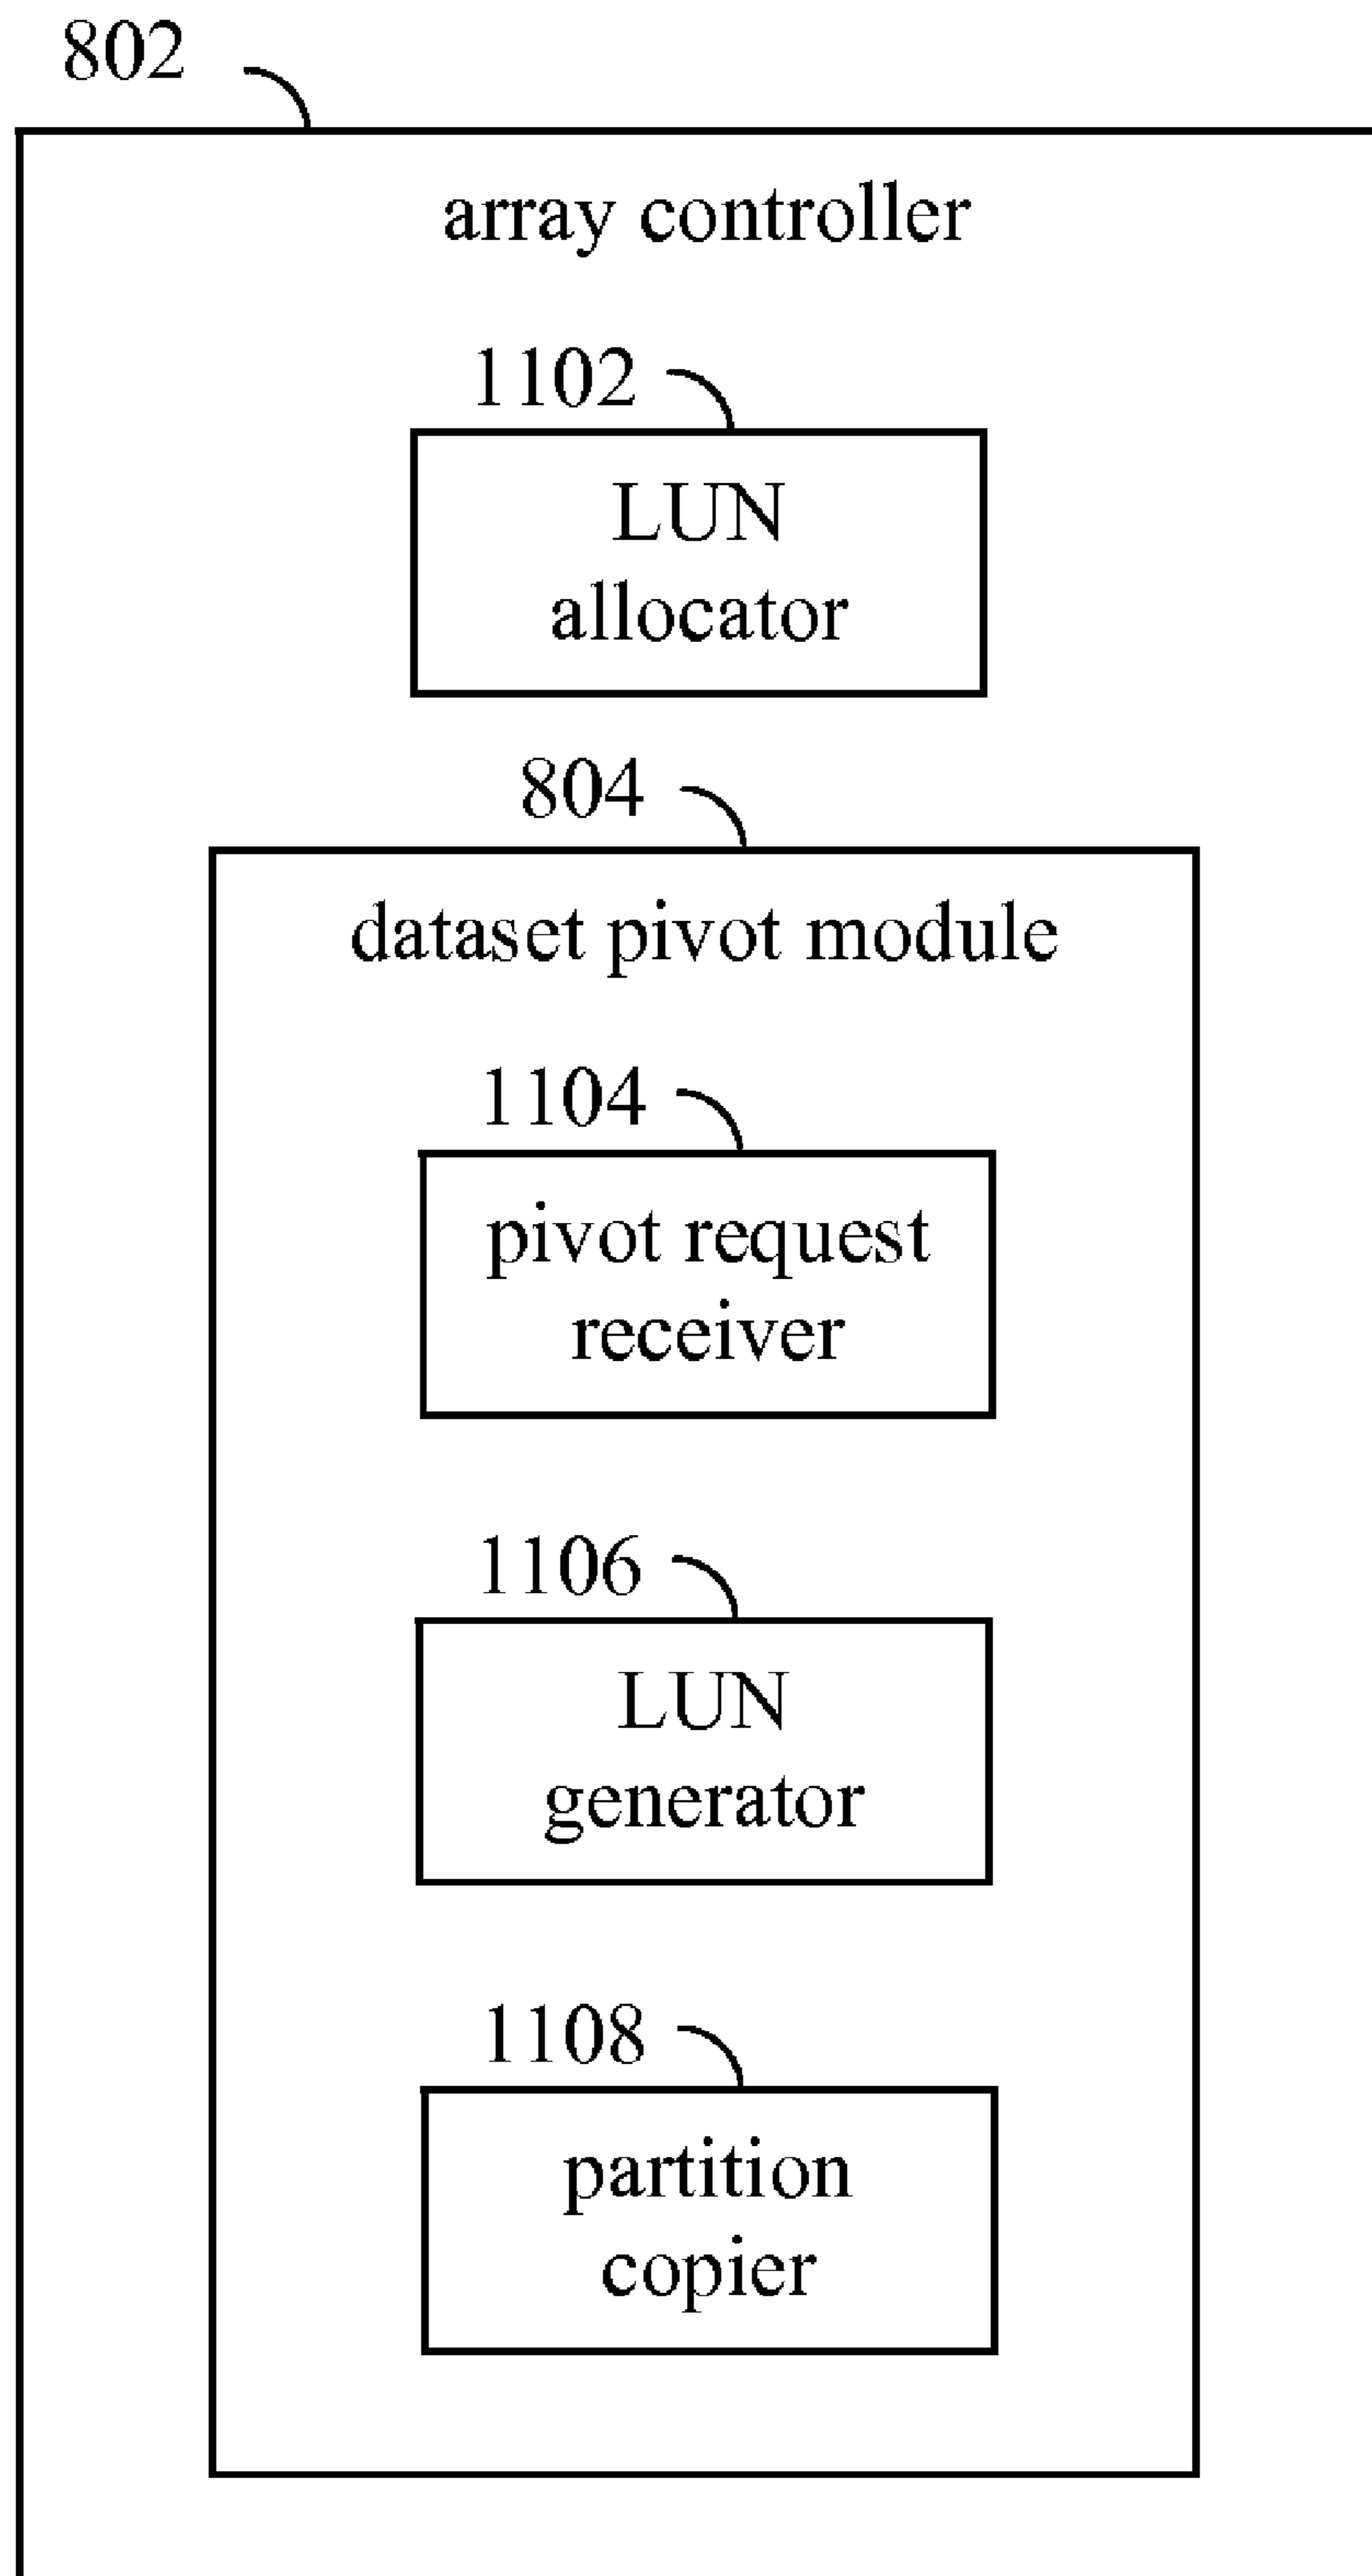 802
array controller
1102
LUN
allocator
804
dataset pivot module
1104
pivot request
receiver
1106
LUN
generator
1108
partition
copier